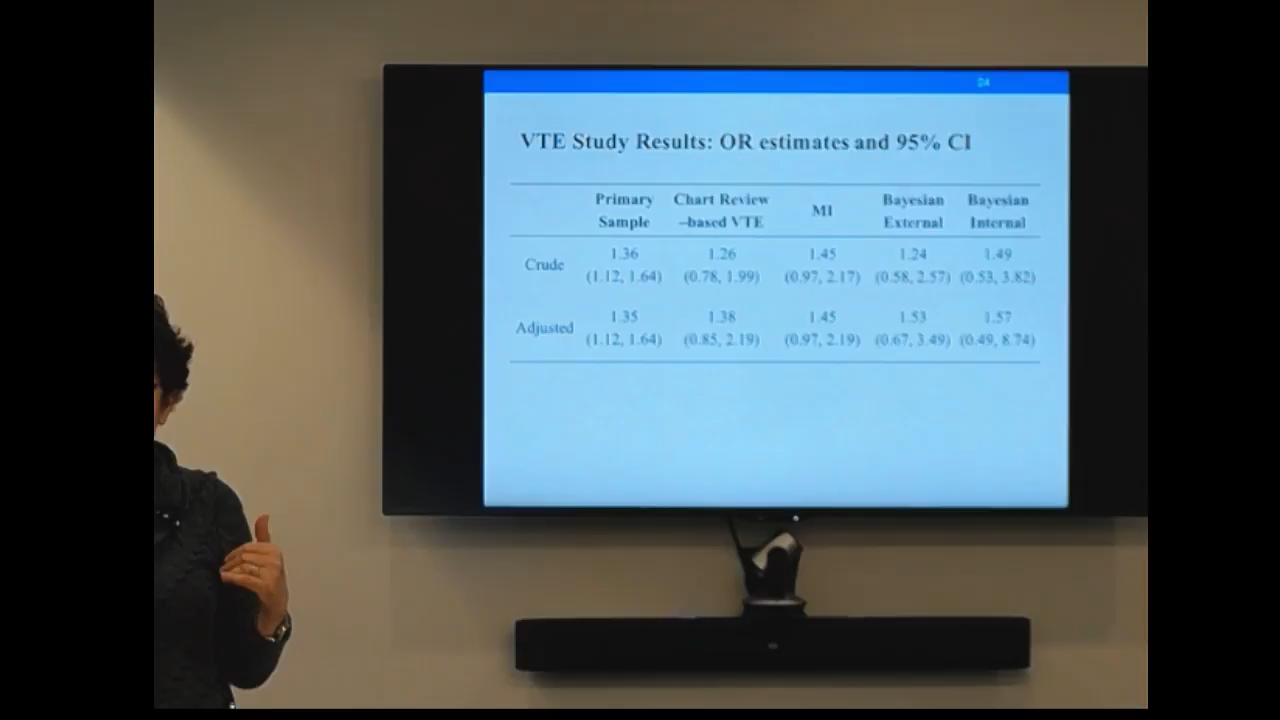 24
VTE Study Results: OR estimates and 95% CI
Primary Sample Chart Review –based VTE MI Bayesian External Bayesian Internal
Crude 1.36 (1.12, 1.64) 1.26 (0.78, 1.99) 1.45 (0.97, 2.17) 1.24 (0.58, 2.57) 1.49 (0.53, 3.82)
Adjusted 1.35 (1.12, 1.64) 1.38 (0.85, 2.19) 1.45 (0.97, 2.19) 1.53 (0.67, 3.49) 1.57 (0.49, 8.74)